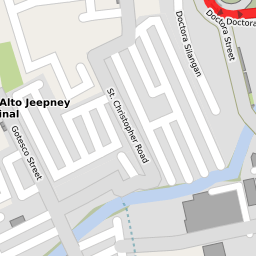 Doctora Street
Doctora
Doctora Silangan
Alto Jeepney
inal
Gotesco Street
St. Christopher Road